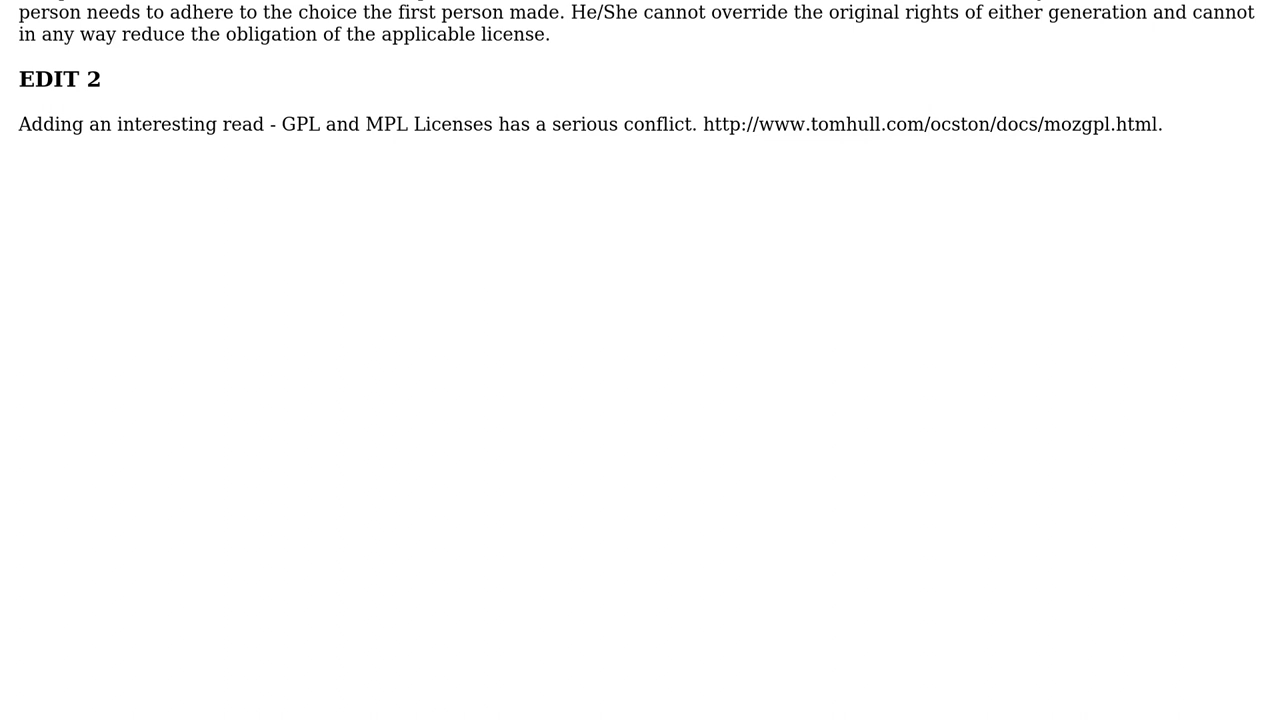 person needs to adhere to the choice the first person made. He/She cannot override the original rights of either generation and cannot
in any way reduce the obligation of the applicable license.
EDIT 2
Adding an interesting read - GPL and MPL Licenses has a serious conflict. http://www.tomhull.com/ocston/docs/mozgpl.html.